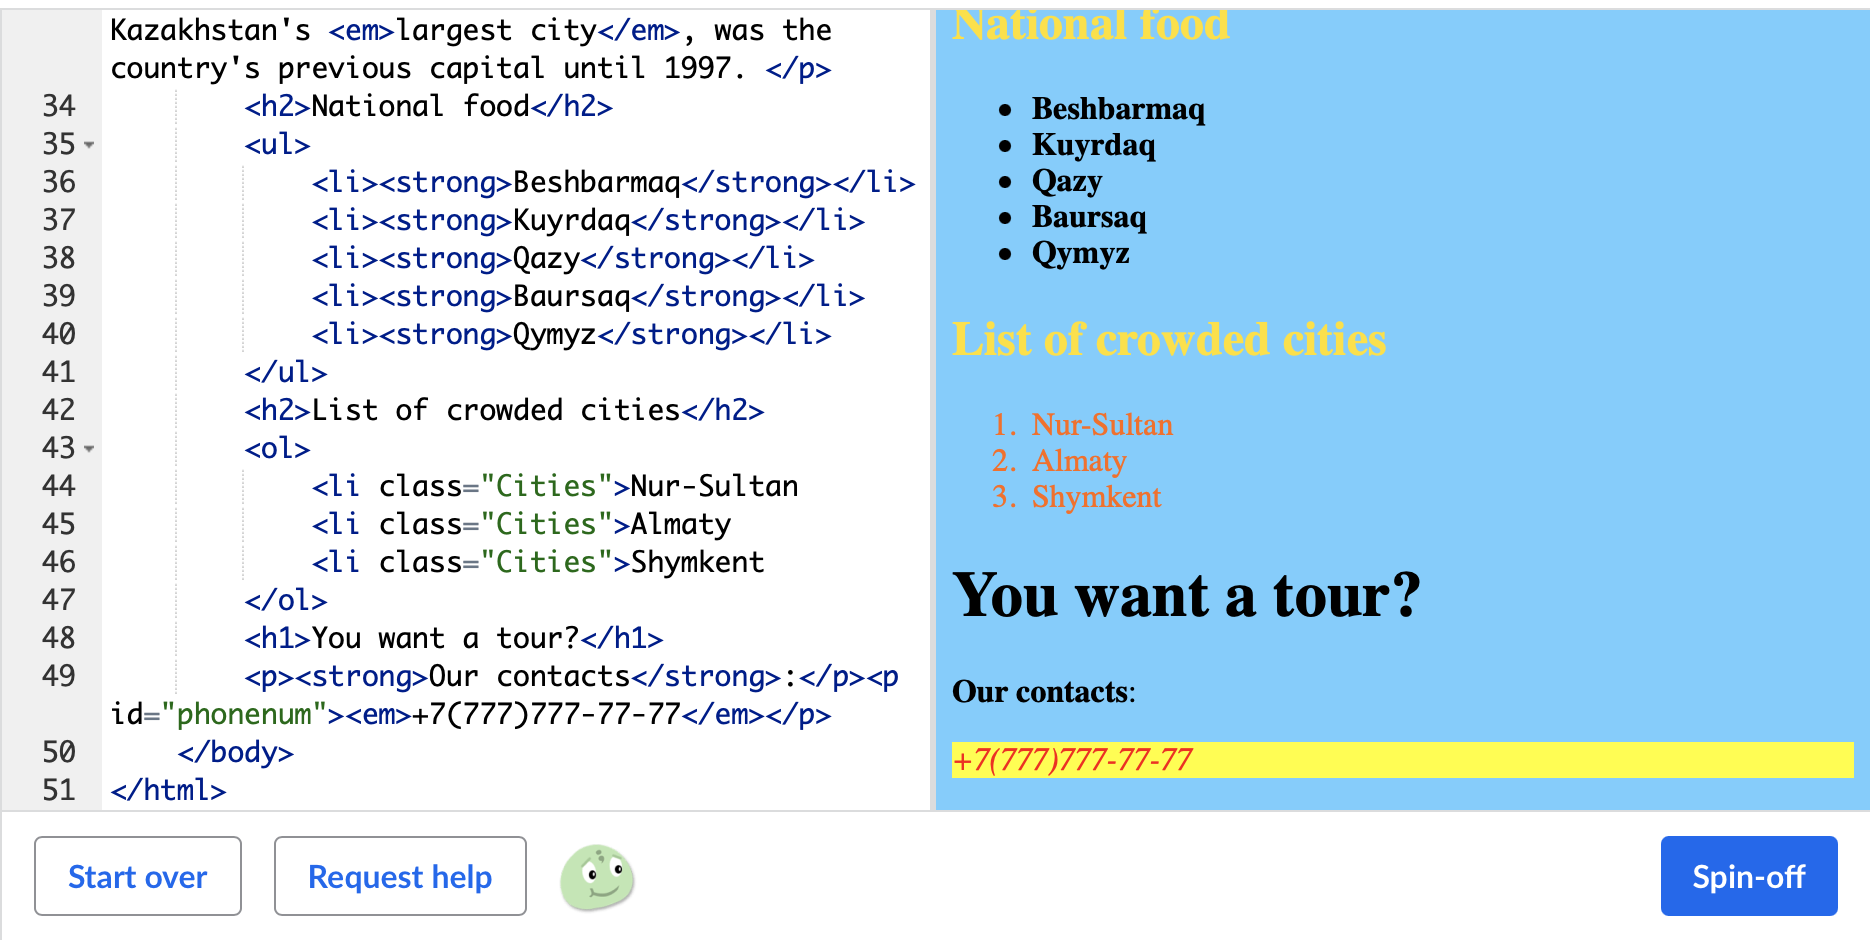 Kazakhstan's <em>largest city</em>, was the
country's previous capital until 1997. </p>
34 <h2>National food</h2>
35 <ul>
36 <li><strong>Beshbarmaq</strong></li>
37 <li><strong>Kuyrdaq</strong></li>
38 <li><strong>Qazy</strong></li>
39 <li><strong>Baursaq</strong></li>
40 <li><strong>Qymyz</strong></li>
41 </ul>
42 <h2>List of crowded cities</h2>
43 <ol>
44 <li class="Cities">Nur-Sultan
45 <li class="Cities">Almaty
46 <li class="Cities">Shymkent
47 </ol>
48 <h1>You want a tour?</h1>
49 <p><strong>Our contacts</strong>:</p><p
id="phonenum"><em>+7(777)777-77-77</em></p>
50 </body>
51 </html>
National food
• Beshbarmaq
• Kuyrdaq
• Qazy
• Baursaq
• Qymyz
List of crowded cities
1. Nur-Sultan
2. Almaty
3. Shymkent
You want a tour?
Our contacts:
+7(777)777-77-77
Start over
Request help
Spin-off